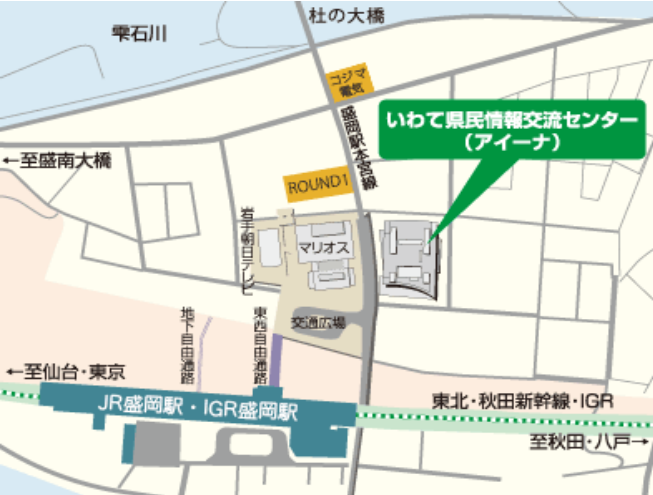 杜の大橋
雫石川
コジマ
電気
盛岡駅本宮線
いわて県民情報交流センター
（アイーナ）
←至盛南大橋
ROUND1
岩手朝日テレビ
マリオス
交通広場
地下自由通路
東西自由通路
←至仙台・東京
JR盛岡駅・IGR盛岡駅
東北・秋田新幹線・IGR
至秋田・八戸→